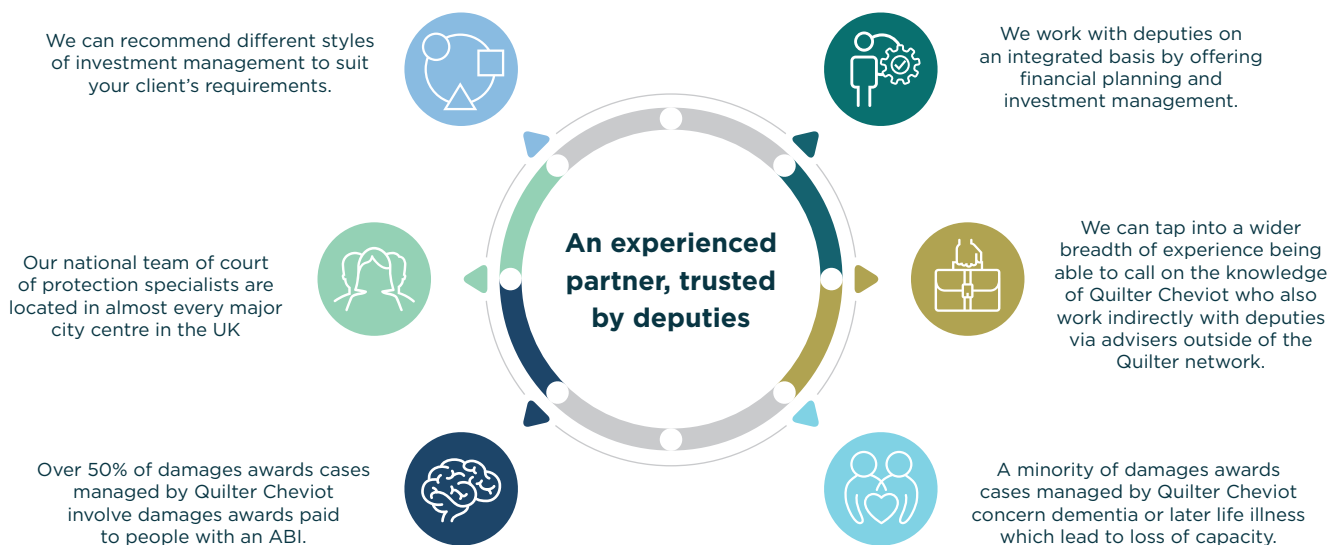 We can recommend different styles
of investment management to suit
your client's requirements.
We work with deputies on
an integrated basis by offering
financial planning and
investment management.
Our national team of court
of protection specialists are
located in almost every major
city centre in the UK
An experienced
partner, trusted
by deputies
We can tap into a wider
breadth of experience being
able to call on the knowledge
of Quilter Cheviot who also
work indirectly with deputies
via advisers outside of the
Quilter network.
Over 50% of damages awards cases
managed by Quilter Cheviot
involve damages awards paid
to people with an ABI.
A minority of damages awards
cases managed by Quilter Cheviot
concern dementia or later life illness
which lead to loss of capacity.